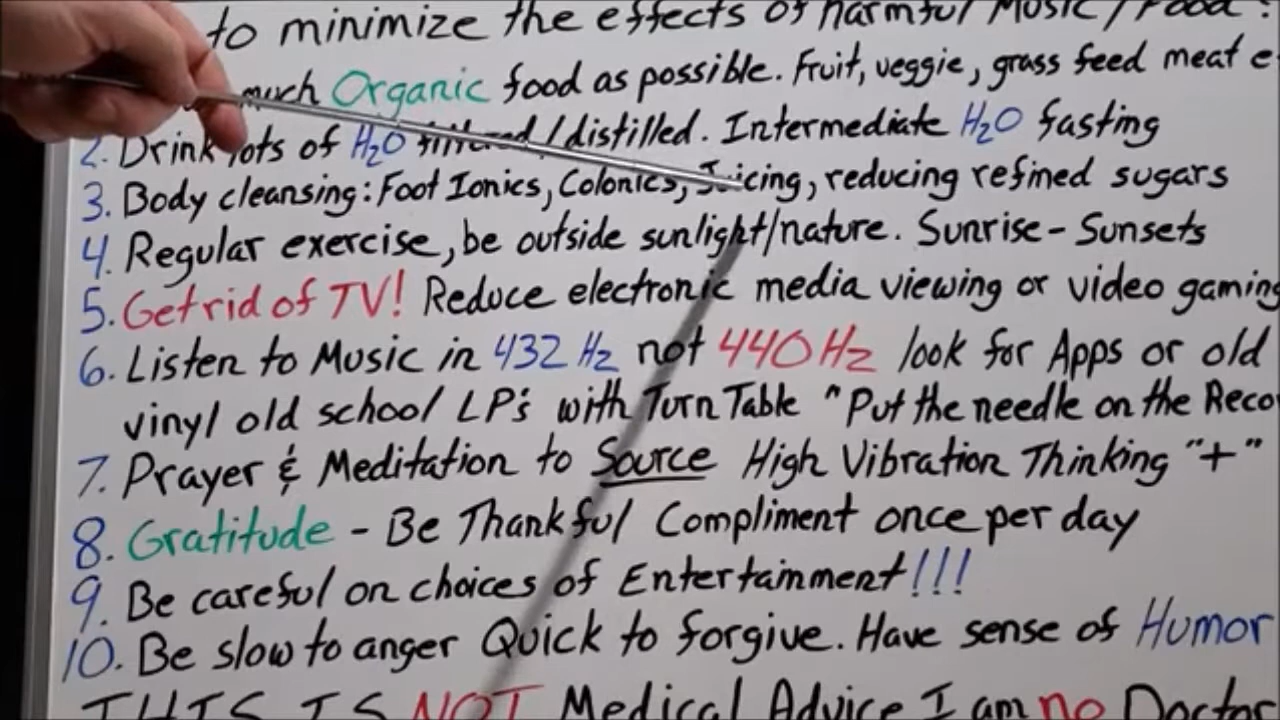 to minimize the effects of harmful Music/Food:
much Organic food as possible. Fruit, veggie, grass feed meat e
2. Drink lots of H2O filtered/distilled. Intermediate H2O fasting
3. Body cleansing: Foot Ionics, Colonics, Juicing, reducing refined sugars
4. Regular exercise, be outside sunlight/nature. Sunrise - Sunsets
5. Get rid of TV! Reduce electronic media viewing or video gaming
6. Listen to Music in 432 Hz not 440 Hz look for Apps or old
vinyl old school LP's with Turn Table "Put the needle on the Reco
7. Prayer & Meditation to Source High Vibration Thinking "+"
8. Gratitude - Be Thankful Compliment once per day
9. Be careful on choices of Entertainment!!!
10. Be slow to anger Quick to forgive. Have sense of Humor
THIS IS NOT Medical Advice I am no Doctor